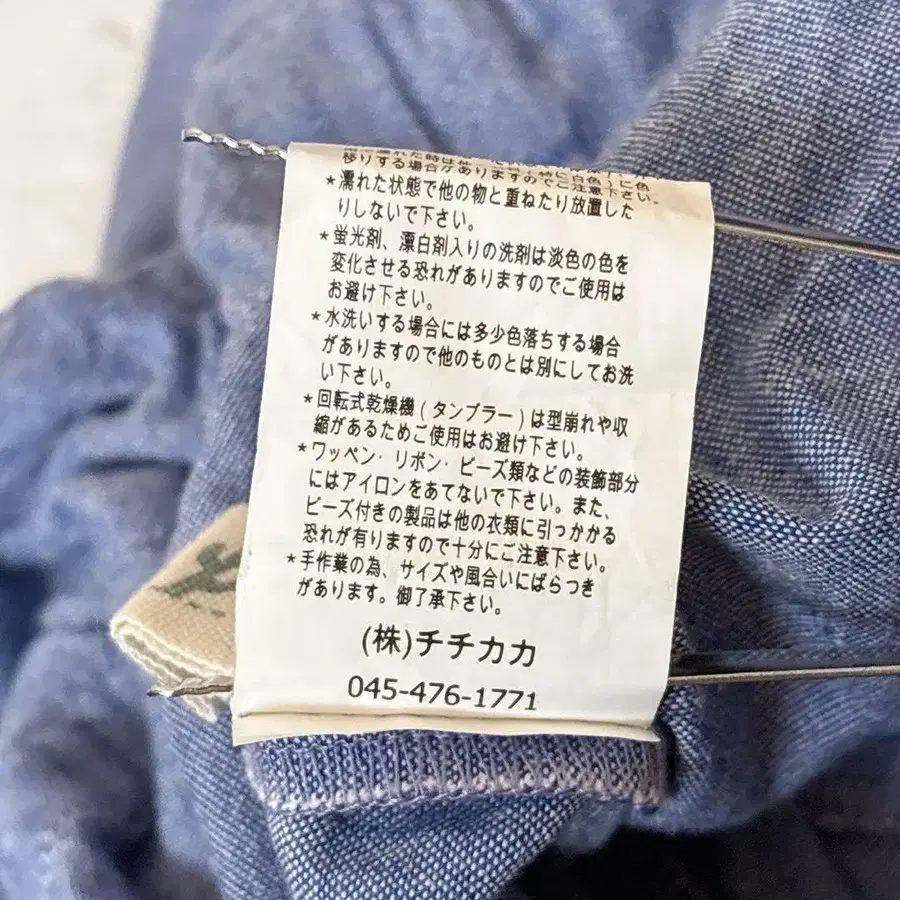 移りする場合がありますのでご注意下さい。
*濡れた状態で他の物と重ねたり放置した
りしないで下さい。
*蛍光剤、漂白剤入りの洗剤は淡色の色を
変化させる恐れがありますのでご使用は
お避け下さい。
*水洗いする場合には多少色落ちする場合
がありますので他のものとは別にしてお洗
い下さい。
*回転式乾燥機(タンブラー)は型崩れや収
縮があるためご使用はお避け下さい。
*ワッペン・リボン・ビーズ類などの装飾部分
にはアイロンをあてないで下さい。また、
ビーズ付きの製品は他の衣類に引っかかる
恐れが有りますので十分にご注意下さい。
*手作業の為、サイズや風合いにばらつき
があります。御了承下さい。
(株)チチカカ
045-476-1771